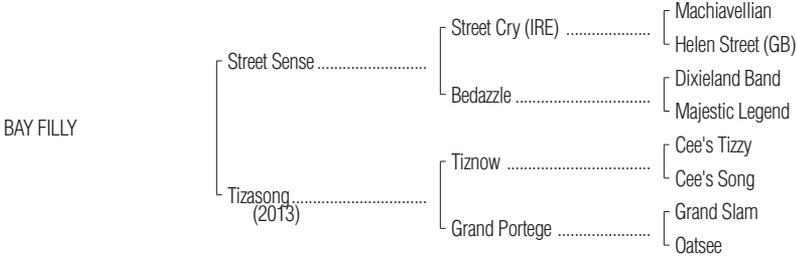 Machiavellian
Street Cry (IRE) ....................
Helen Street (GB)
Street Sense ..........................
Dixieland Band
Bedazzle ................................
Majestic Legend
BAY FILLY
Cee's Tizzy
Tiznow ..................................
Cee's Song
Tizasong ................................
(2013)
Grand Slam
Grand Portege ......................
Oatsee